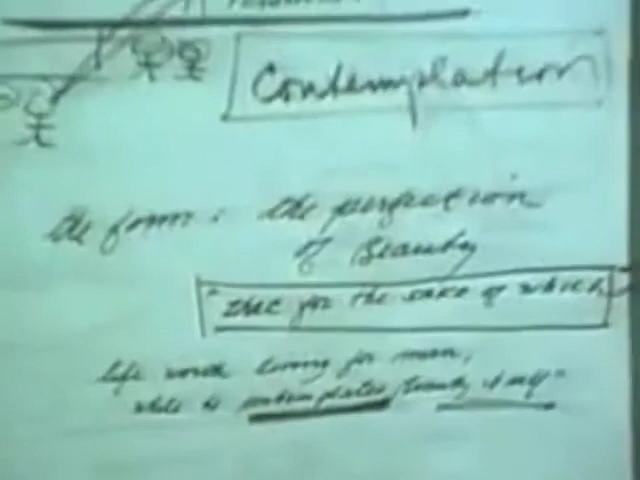 Contemplation
the form: the perfection
of Beauty
"that for the sake of which
life worth living for man,
while he contemplates Beauty itself"